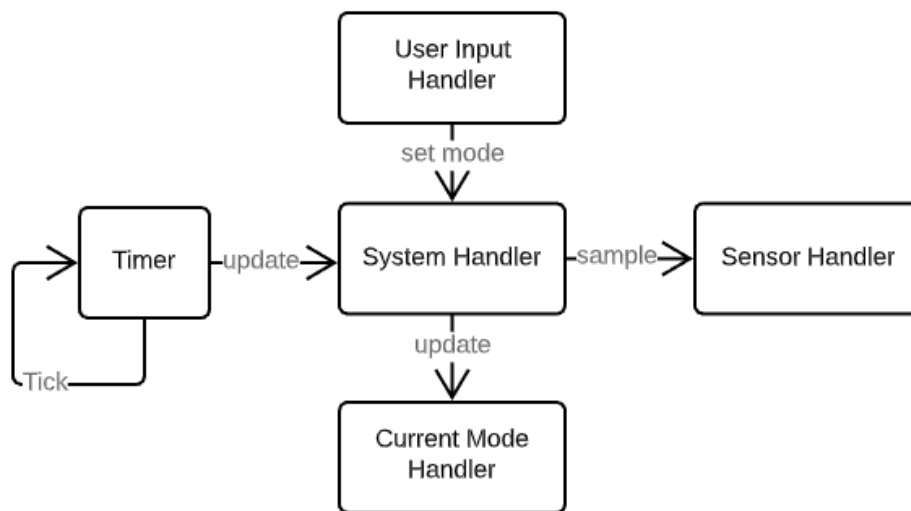 User Input
Handler
set mode
Timer
update
System Handler
sample
Sensor Handler
update
Tick
Current Mode
Handler